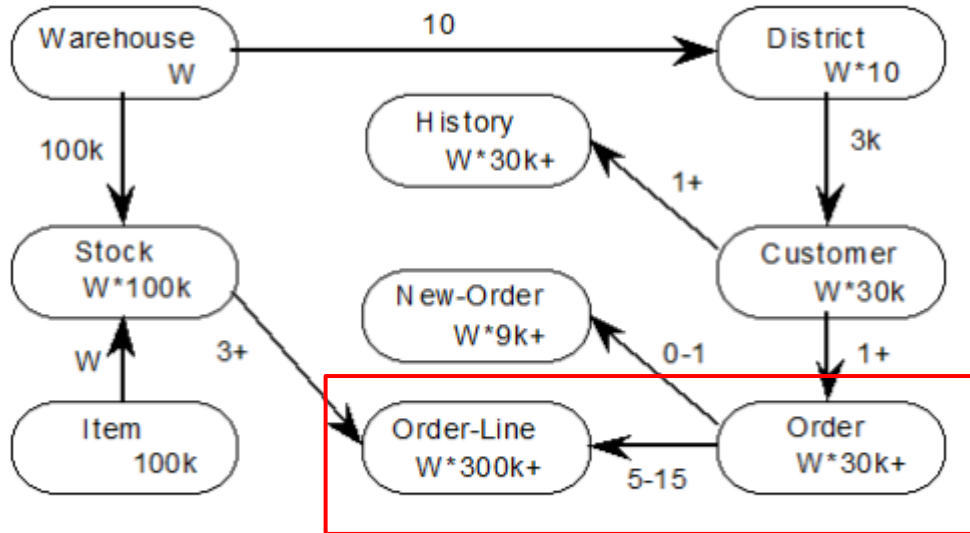 Warehouse
W
10
District
W*10
History
W*30k+
100k
3k
1+
Stock
W*100k
Customer
W*30k
New-Order
W*9k+
W
3+
0-1
1+
Item
100k
Order-Line
W*300k+
5-15
Order
W*30k+